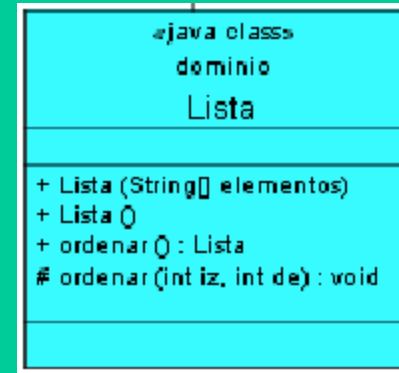 «java class»
dominio
Lista
+ Lista (String[] elementos)
+ Lista ()
+ ordenar () : Lista
# ordenar (int iz, int de) : void